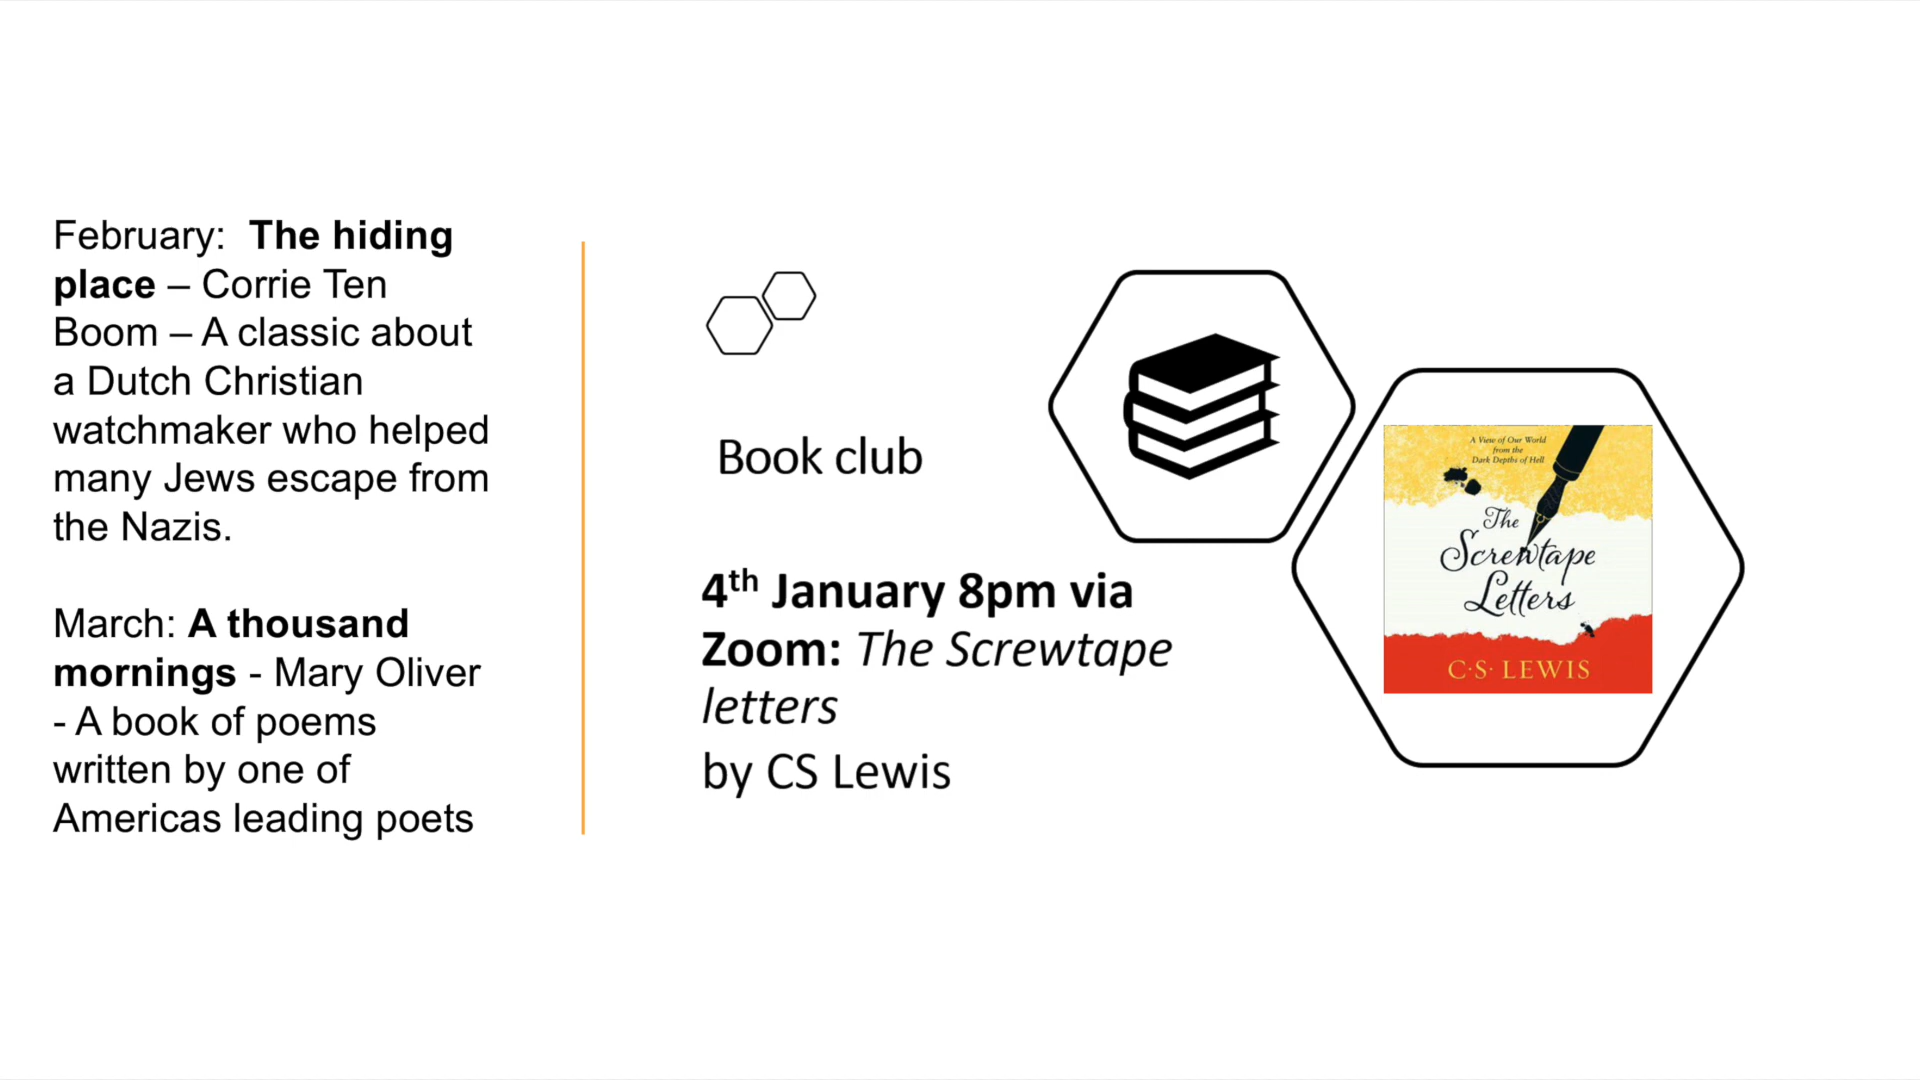 February:  The hiding
place – Corrie Ten
Boom – A classic about
a Dutch Christian
watchmaker who helped
many Jews escape from
the Nazis.
March: A thousand
mornings - Mary Oliver
- A book of poems
written by one of
Americas leading poets
Book club
4th January 8pm via
Zoom: The Screwtape
letters
by CS Lewis
A View of Our World
from the
Dark Depths of Hell
The
Screwtape
Letters
C·S· LEWIS